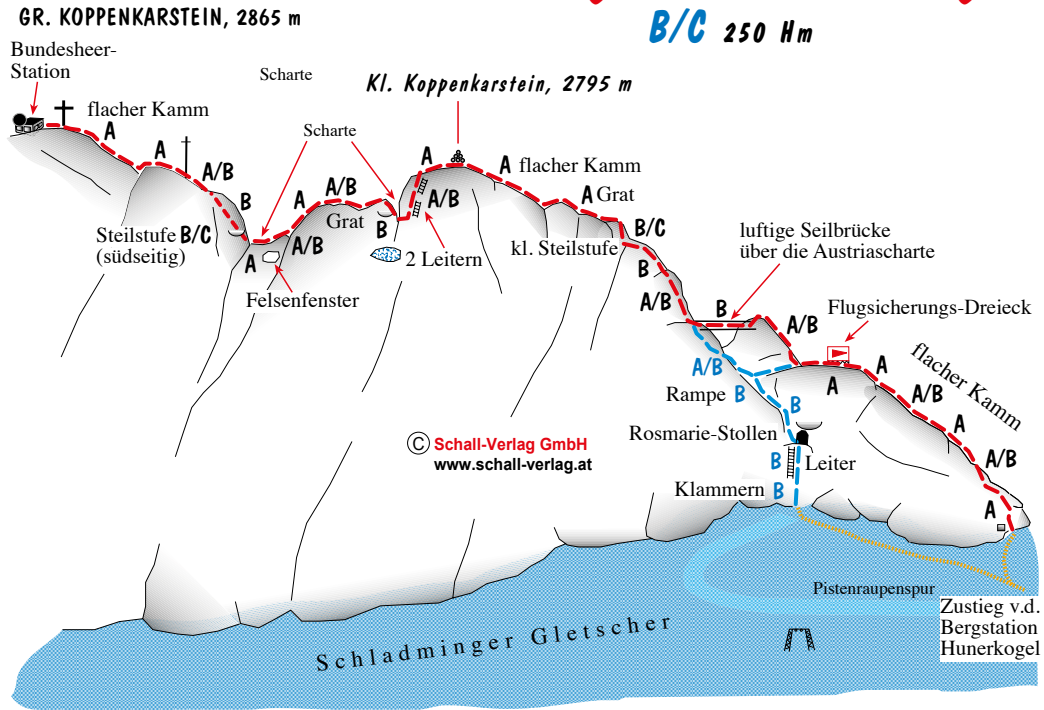 GR. KOPPENKARSTEIN, 2865 m
B/C 250 Hm
Bundesheer-
Station
Scharte
Kl. Koppenkarstein, 2795 m
flacher Kamm
A
Scharte
A
A/B
B
Steilstufe B/C
(südseitig)
A
Felsenfenster
A/B
A
A/B
Grat
B
2 Leitern
A
A/B
A
flacher Kamm
A Grat
kl. Steilstufe
B/C
B
A/B
luftige Seilbrücke
über die Austriascharte
B
A/B
Flugsicherungs-Dreieck
flacher Kamm
A
A
A/B
A
A/B
A
A/B
Rampe B
B
Rosmarie-Stollen
B
Leiter
Klammern B
© Schall-Verlag GmbH
www.schall-verlag.at
Pistenraupenspur
Zustieg v.d.
Bergstation
Hunerkogel
Schladminger Gletscher